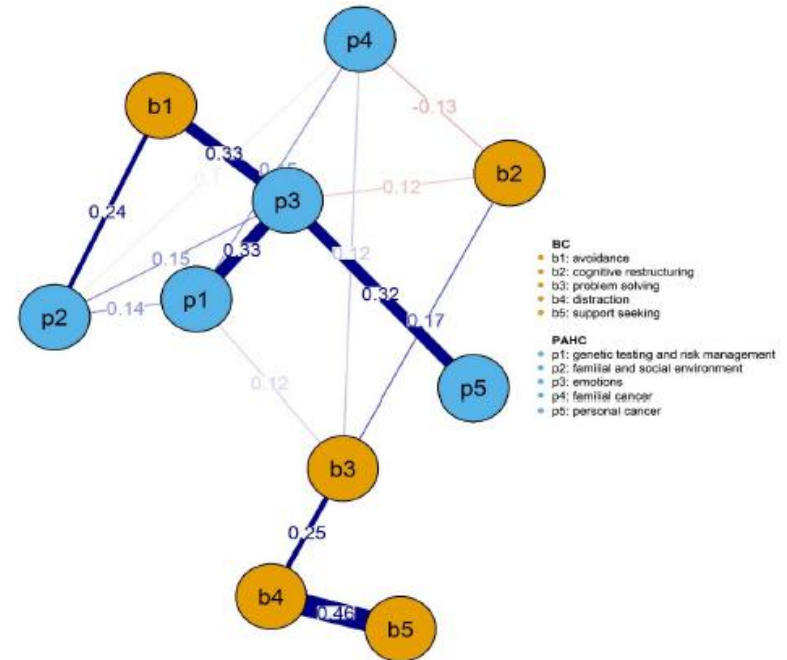 p4
b1
-0.13
0.33
0.15
b2
0.1
p3
0.12
0.24
0.12
0.15
0.33
p1
0.32
p2
0.14
0.17
p5
0.12
b3
0.25
b4
0.46
b5
BC
b1: avoidance
b2: cognitive restructuring
b3: problem solving
b4: distraction
b5: support seeking
PAHC
p1: genetic testing and risk management
p2: familial and social environment
p3: emotions
p4: familial cancer
p5: personal cancer